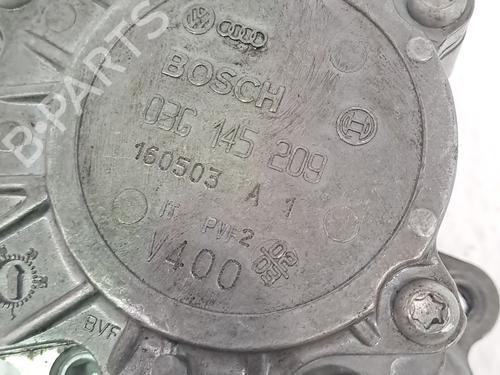 BOSCH
03G 145 209
160503 A 1
PVF2
V400
BVF
B-PARTS